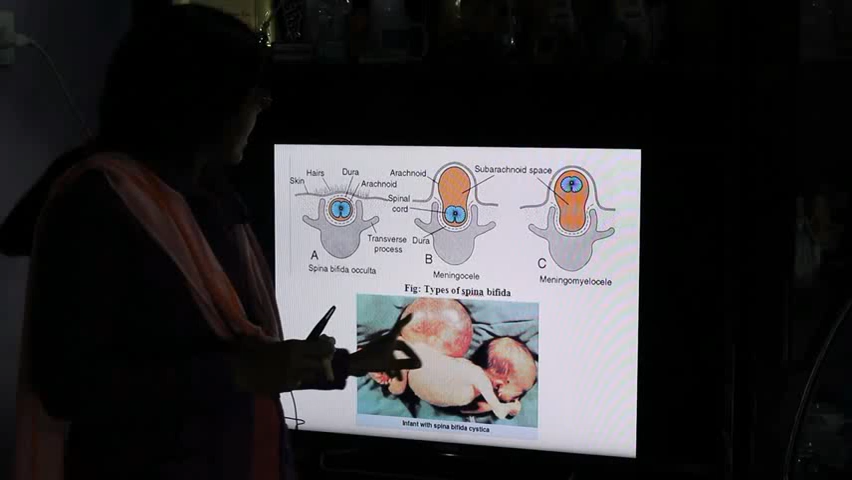 Hairs
Dura
Skin
Arachnoid
Transverse
process
A
Spina bifida occulta
Arachnoid
Subarachnoid space
Spinal
cord
Dura
B
Meningocele
C
Meningomyelocele
Fig: Types of spina bifida
Infant with spina bifida cystica